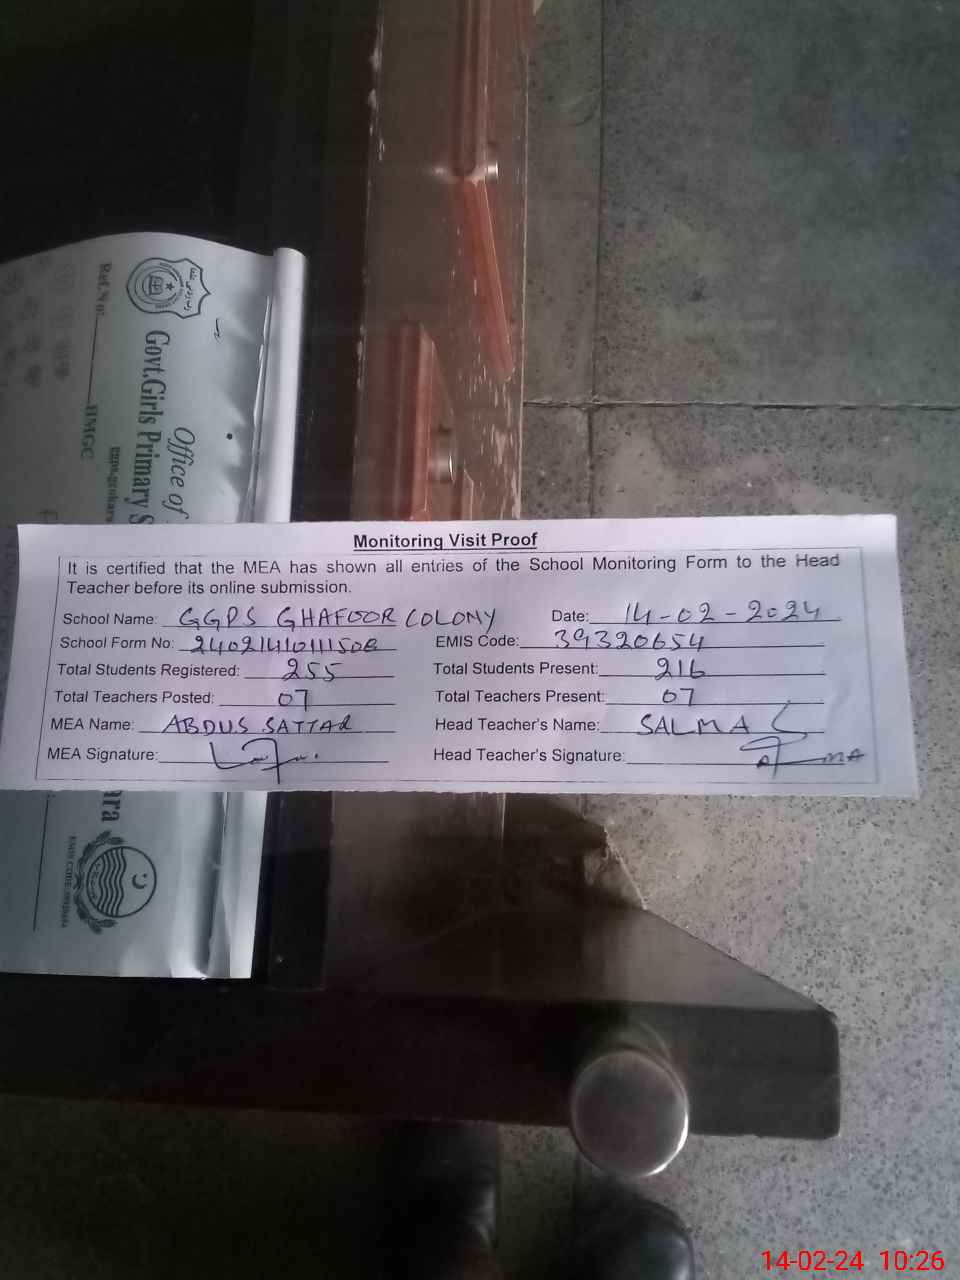 Ref.No:
HMGC
Office of
Govt.Girls Primary S
Monitoring Visit Proof
It is certified that the MEA has shown all entries of the School Monitoring Form to the Head
Teacher before its online submission.
School Name: GGPS GHAFOOR COLONY Date: 14-02-2024
School Form No: EMIS Code: 39320654
Total Students Registered: 255 Total Students Present: 216
Total Teachers Posted: 07 Total Teachers Present: 07
MEA Name: ABDUS SATTAR Head Teacher's Name: SALMA
MEA Signature: Head Teacher's Signature:
14-02-24 10:26